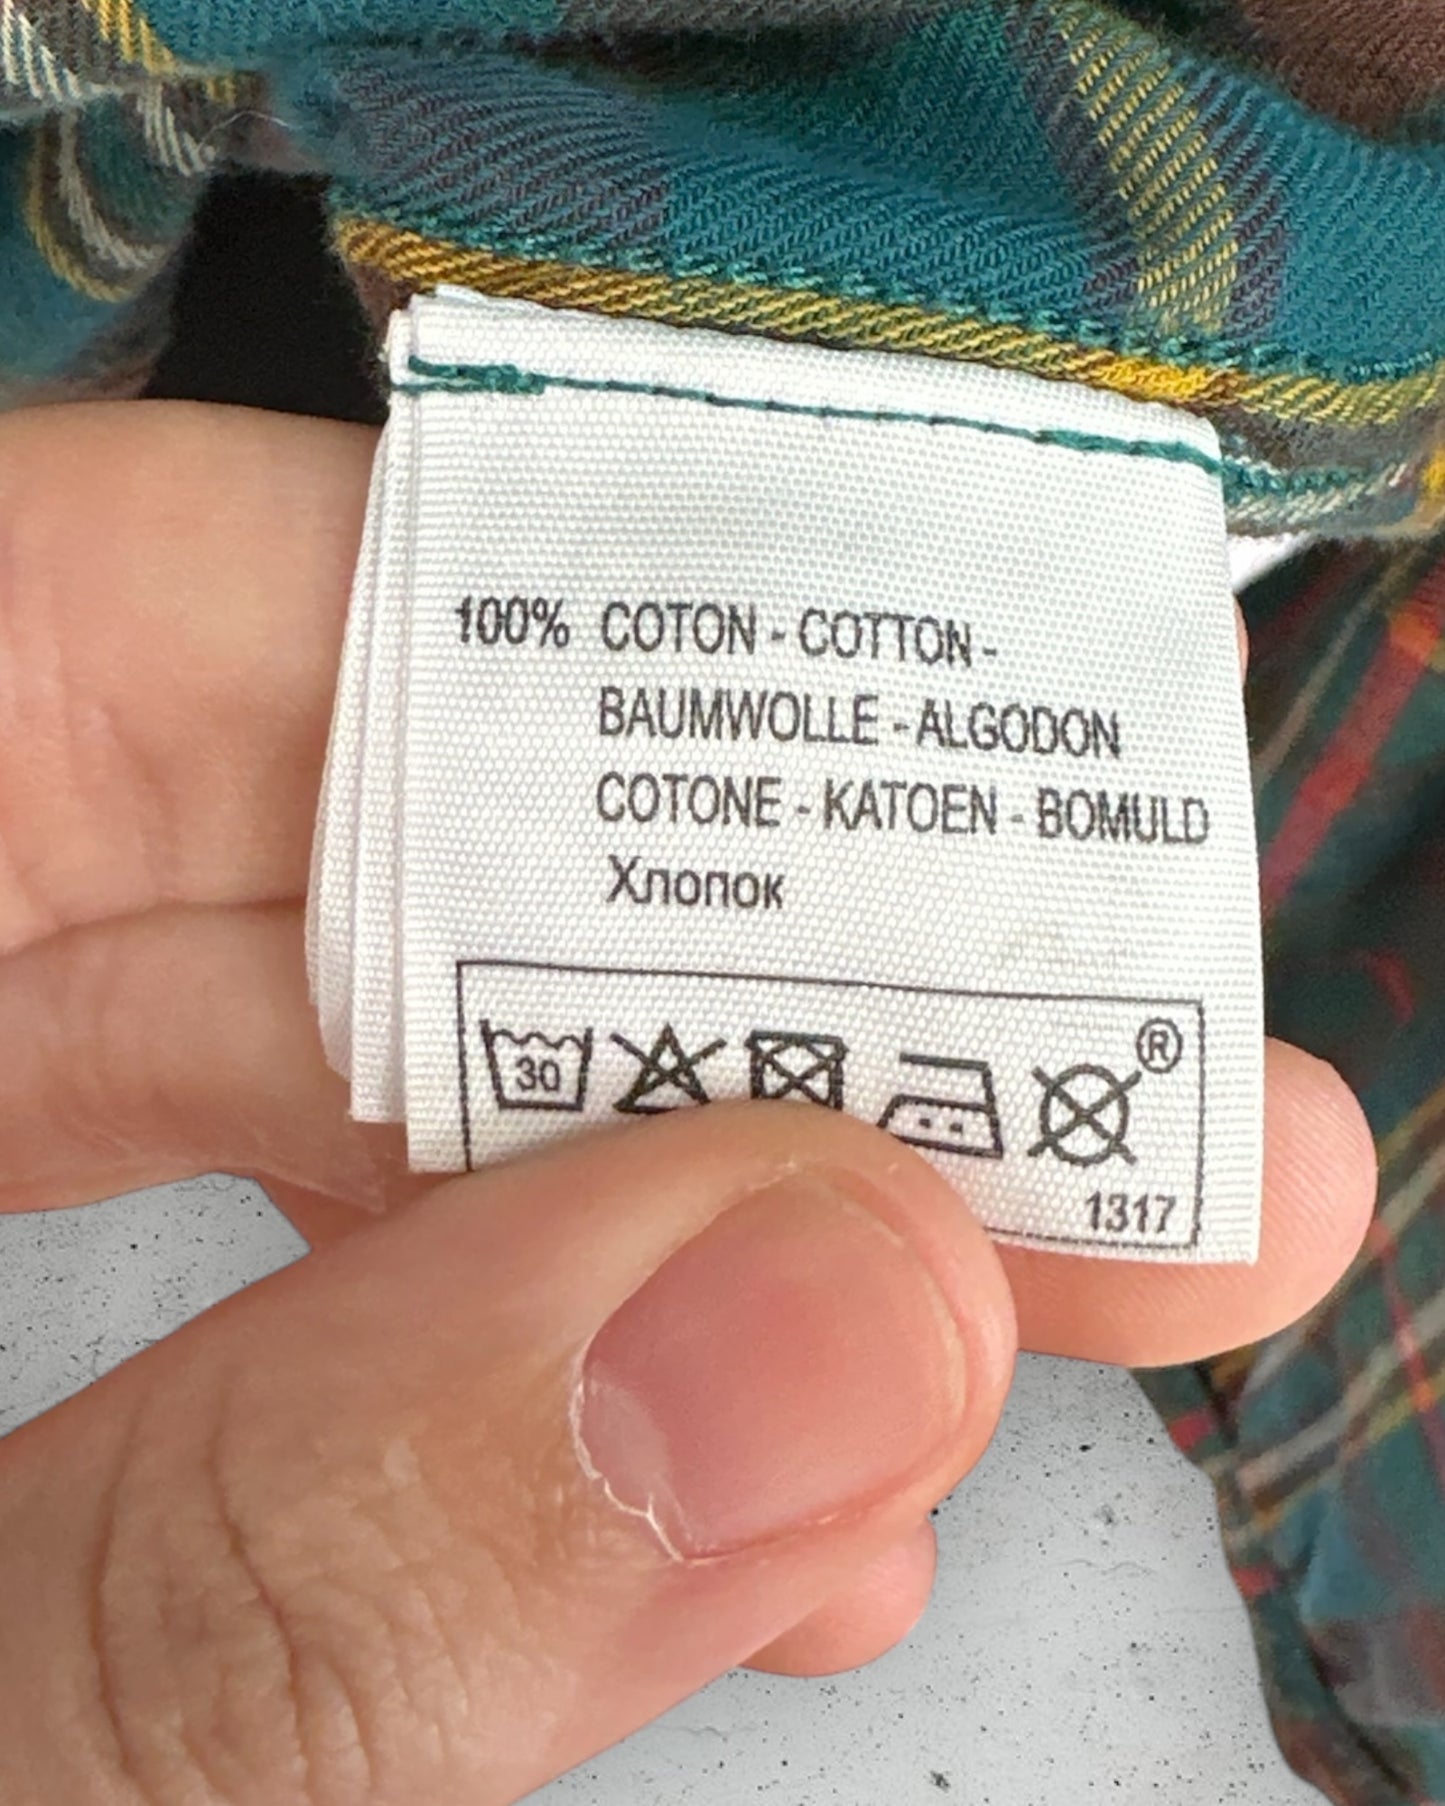 100% COTON - COTTON -
BAUMWOLLE - ALGODON
COTONE - KATOEN - BOMULD
Хлопок
30
®
1317